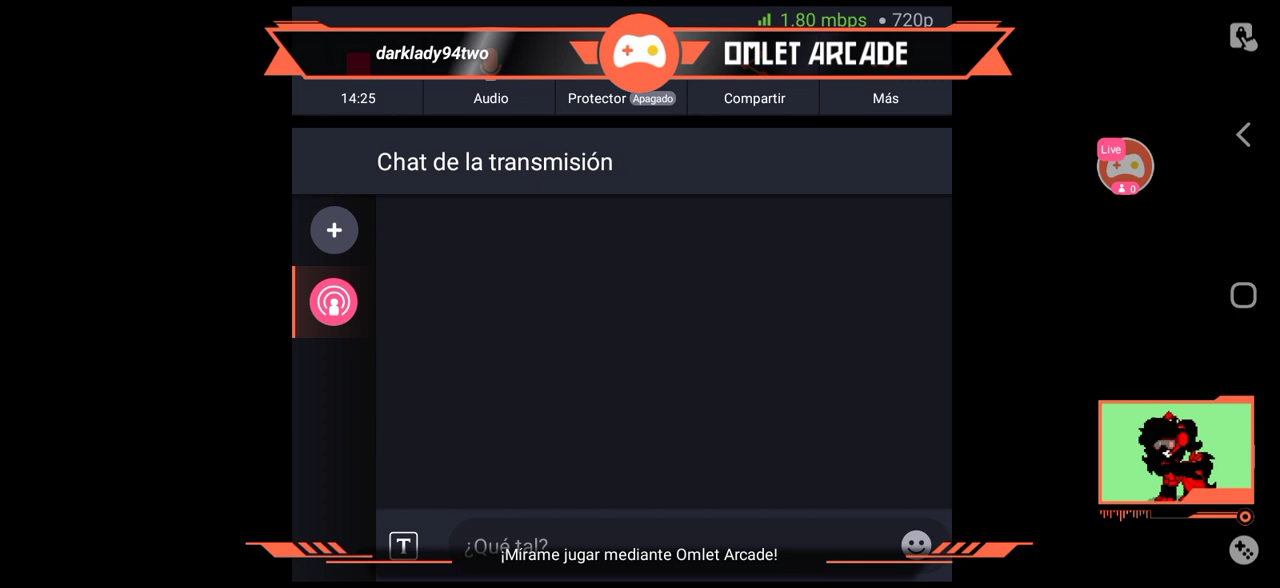 1.80 mbps • 720p
darklady94two
OMLET ARCADE
14:25
Audio
Protector Apagado
Compartir
Más
Chat de la transmisión
Live
0
T
¿Qué tal?
¡Mírame jugar mediante Omlet Arcade!